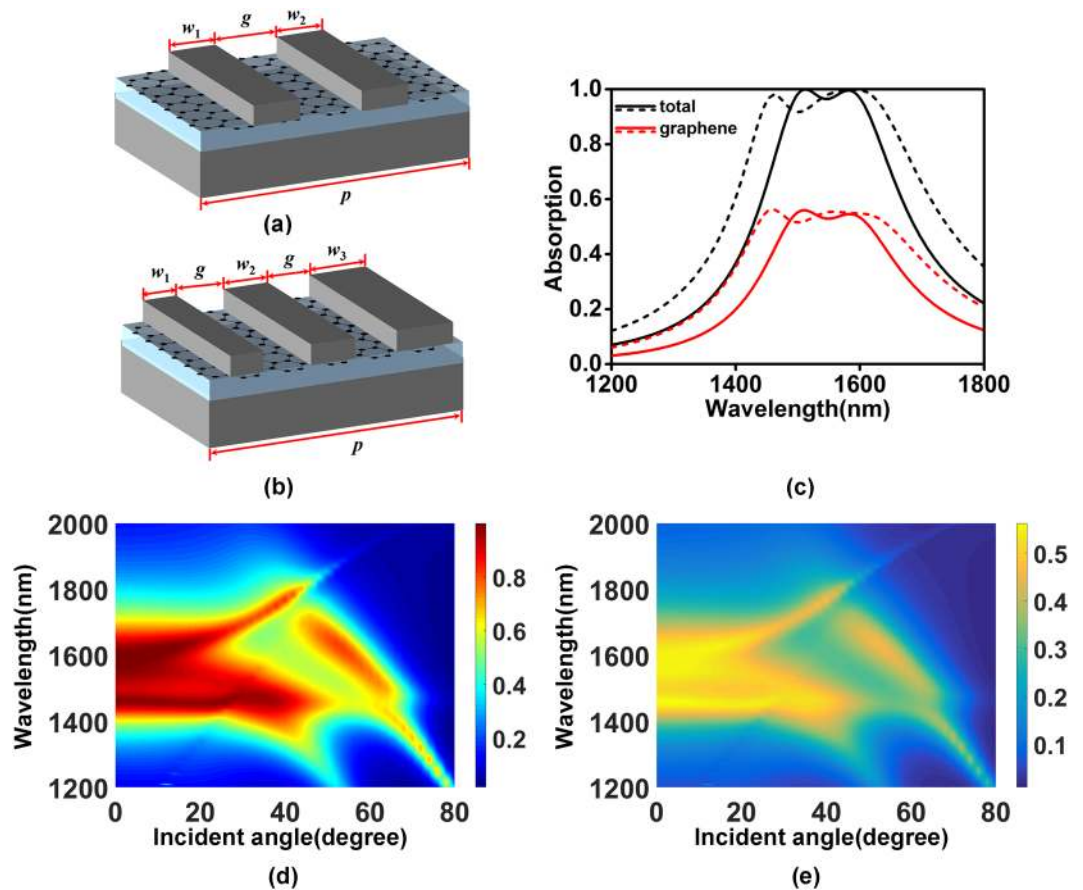 w1 g w2
p
(a)
w1 g w2 g w3
p
(b)
1.0
0.8
0.6
0.4
0.2
0.0
Absorption
total
graphene
1200 1400 1600 1800
Wavelength(nm)
(c)
2000
1800
1600
1400
1200
Wavelength(nm)
0 20 40 60 80
Incident angle(degree)
0.8
0.6
0.4
0.2
(d)
2000
1800
1600
1400
1200
Wavelength(nm)
0 20 40 60 80
Incident angle(degree)
0.5
0.4
0.3
0.2
0.1
(e)